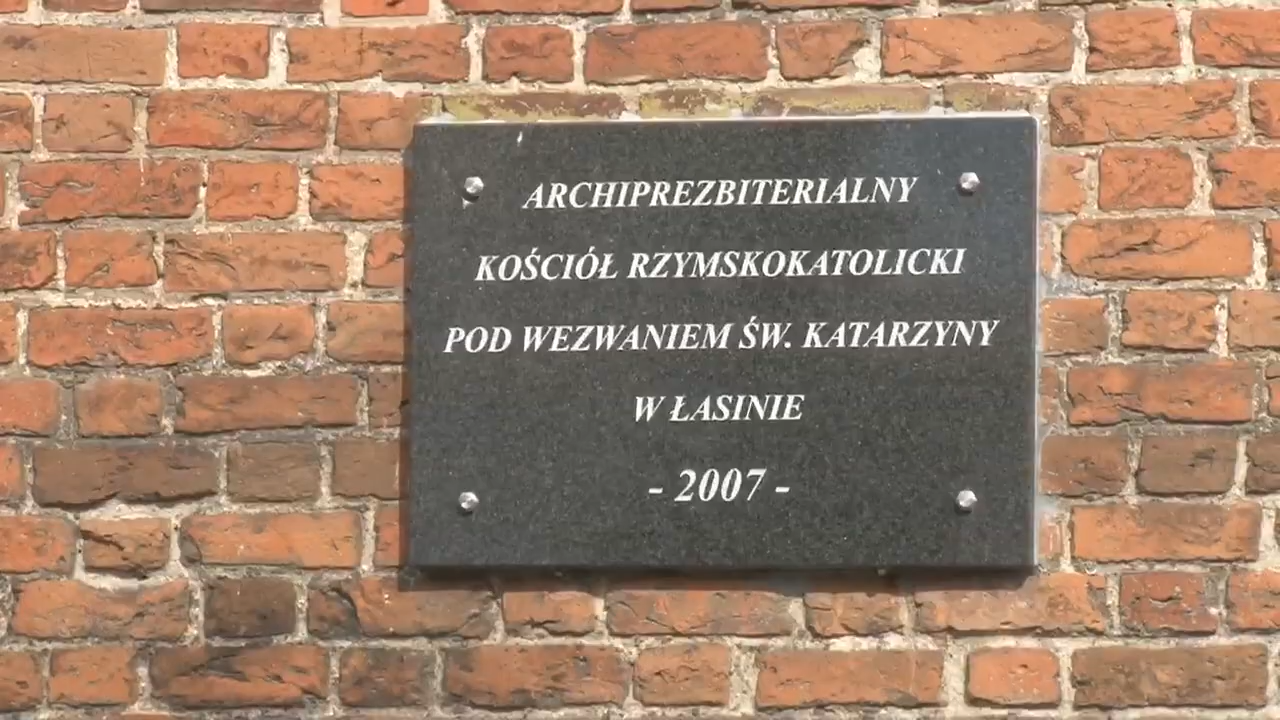 ARCHIPREZBITERIALNY
KOŚCIÓŁ RZYMSKOKATOLICKI
POD WEZWANIEM ŚW. KATARZYNY
W ŁASINIE
- 2007 -